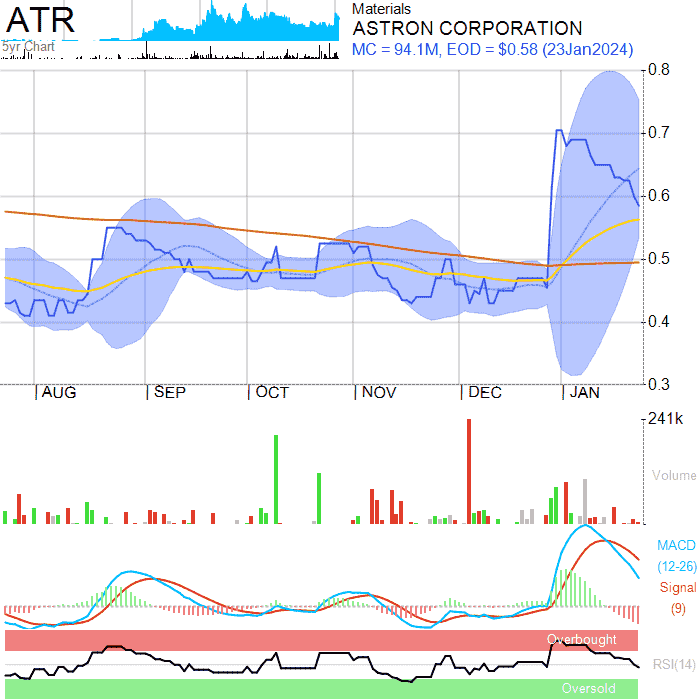 ATR
5yr Chart
Materials
ASTRON CORPORATION
MC = 94.1M, EOD = $0.58 (23Jan2024)
0.8
0.7
0.6
0.5
0.4
0.3
AUG
SEP
OCT
NOV
DEC
JAN
241k
Volume
MACD
(12-26)
Signal
(9)
Overbought
RSI(14)
Oversold